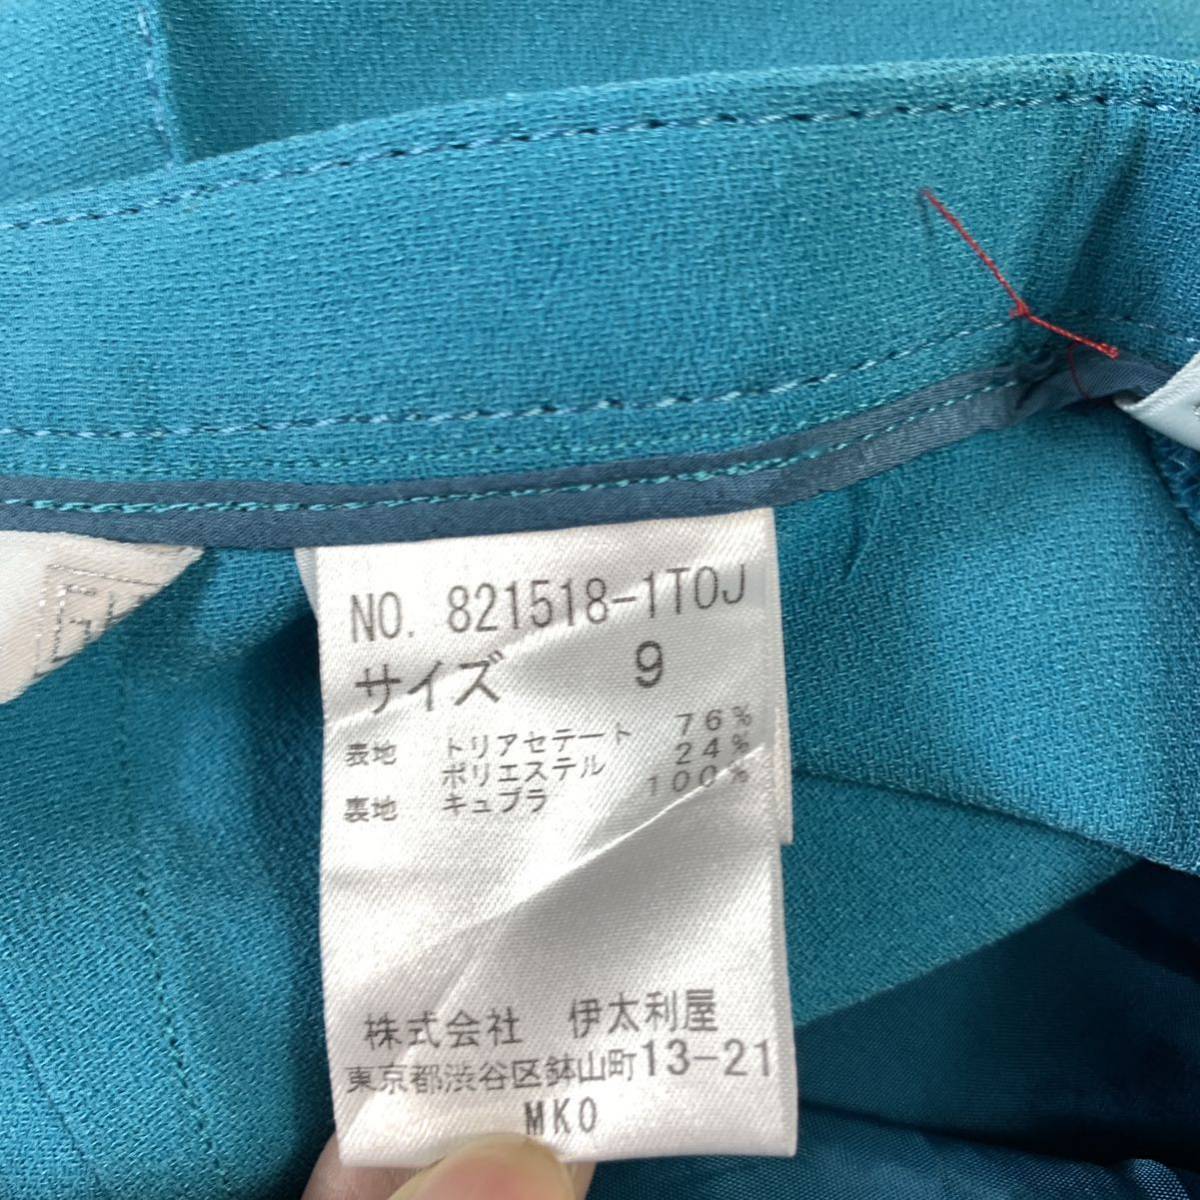 NO. 821518-1TOJ
サイズ 9
表地 トリアセテート 76%
ポリエステル 24%
裏地 キュプラ 100%
株式会社 伊太利屋
東京都渋谷区鉢山町13-21
MKO